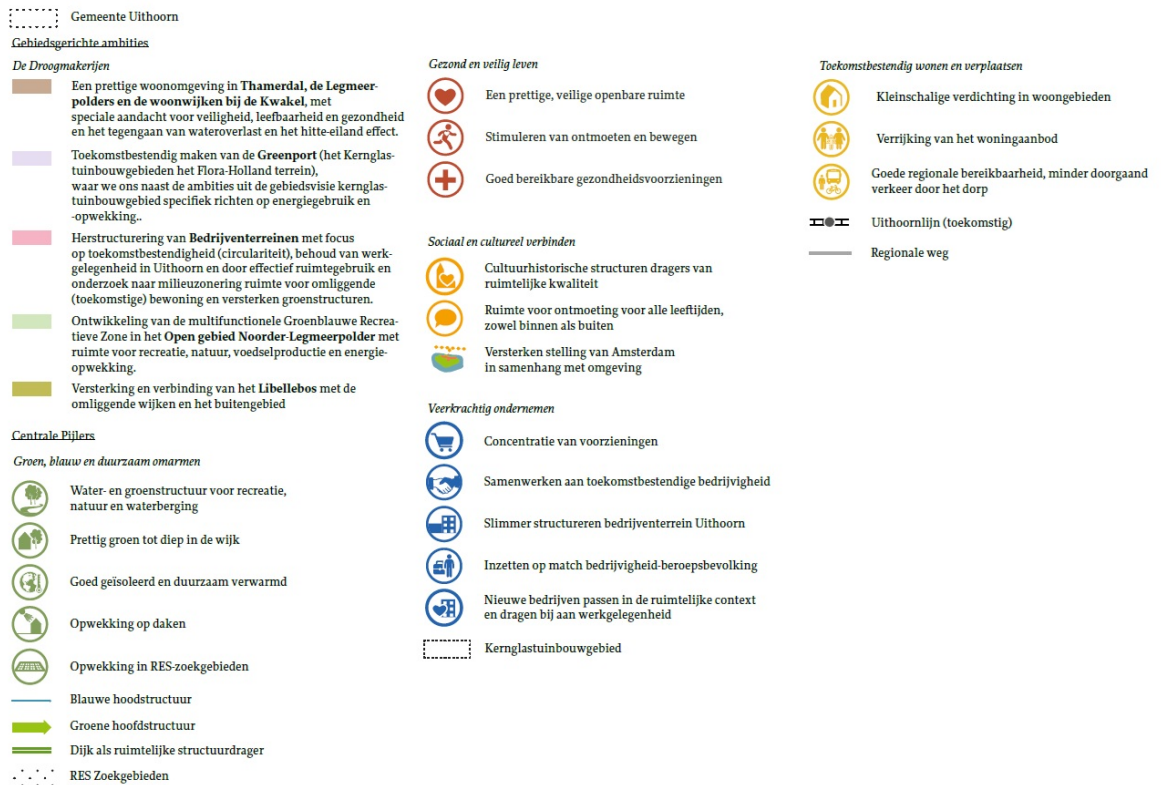 Gemeente Uithoorn
Gebiedsgerichte ambities
De Droogmakerijen
Een prettige woonomgeving in Thamerdal, de Legmeer-
polders en de woonwijken bij de Kwakel, met
speciale aandacht voor veiligheid, leefbaarheid en gezondheid
en het tegengaan van wateroverlast en het hitte-eiland effect.
Toekomstbestendig maken van de Greenport (het Kernglas-
tuinbouwgebied het Flora-Holland terrein),
waar we ons naast de ambities uit de gebiedsvisie kernglas-
tuinbouwgebied specifiek richten op energiegebruik en
-opwekking..
Herstructurering van Bedrijventerreinen met focus
op toekomstbestendigheid (circulariteit), behoud van werk-
gelegenheid in Uithoorn en door effectief ruimtegebruik en
onderzoek naar milieuzonering ruimte voor omliggende
(toekomstige) bewoning en versterken groenstructuren.
Ontwikkeling van de multifunctionele Groenblauwe Recrea-
tieve Zone in het Open gebied Noorder-Legmeerpolder met
ruimte voor recreatie, natuur, voedselproductie en energie-
opwekking.
Versterking en verbinding van het Libellebos met de
omliggende wijken en het buitengebied
Centrale Pijlers
Groen, blauw en duurzaam omarmen
Water- en groenstructuur voor recreatie,
natuur en waterberging
Prettig groen tot diep in de wijk
Goed geïsoleerd en duurzaam verwarmd
Opwekking op daken
Opwekking in RES-zoekgebieden
Blauwe hoodstructuur
Groene hoofdstructuur
Dijk als ruimtelijke structuurdrager
RES Zoekgebieden
Gezond en veilig leven
Een prettige, veilige openbare ruimte
Stimuleren van ontmoeten en bewegen
Goed bereikbare gezondheidsvoorzieningen
Sociaal en cultureel verbinden
Cultuurhistorische structuren dragers van
ruimtelijke kwaliteit
Ruimte voor ontmoeting voor alle leeftijden,
zowel binnen als buiten
Versterken stelling van Amsterdam
in samenhang met omgeving
Veerkrachtig ondernemen
Concentratie van voorzieningen
Samenwerken aan toekomstbestendige bedrijvigheid
Slimmer structureren bedrijventerrein Uithoorn
Inzetten op match bedrijvigheid-beroepsbevolking
Nieuwe bedrijven passen in de ruimtelijke context
en dragen bij aan werkgelegenheid
Kernglastuinbouwgebied
Toekomstbestendig wonen en verplaatsen
Kleinschalige verdichting in woongebieden
Verrijking van het woningaanbod
Goede regionale bereikbaarheid, minder doorgaand
verkeer door het dorp
Uithoornlijn (toekomstig)
Regionale weg